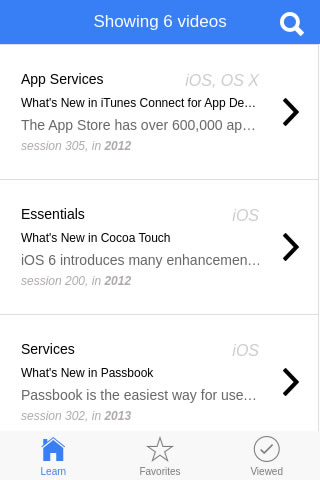 Showing 6 videos
App Services
iOS, OS X
What's New in iTunes Connect for App De...
The App Store has over 600,000 ap...
session 305, in 2012
Essentials
iOS
What's New in Cocoa Touch
iOS 6 introduces many enhancemen...
session 200, in 2012
Services
iOS
What's New in Passbook
Passbook is the easiest way for use...
session 302, in 2013
Learn
Favorites
Viewed